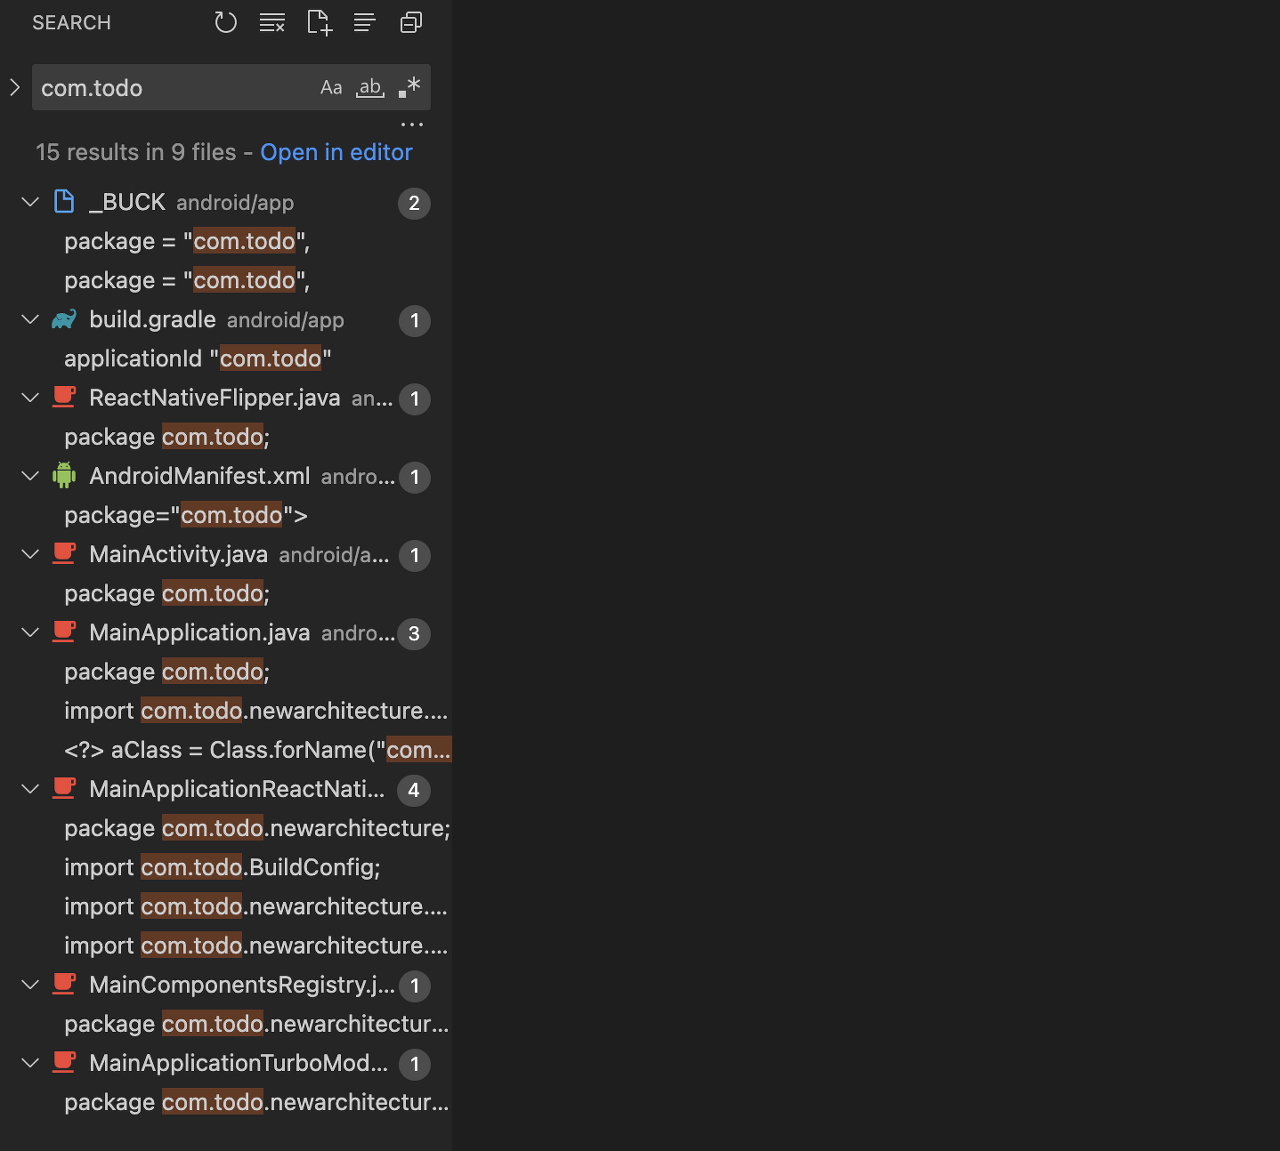 SEARCH
com.todo Aa ab .*
...
15 results in 9 files - Open in editor
_BUCK android/app 2
package = "com.todo",
package = "com.todo",
build.gradle android/app 1
applicationId "com.todo"
ReactNativeFlipper.java an... 1
package com.todo;
AndroidManifest.xml andro... 1
package="com.todo">
MainActivity.java android/a... 1
package com.todo;
MainApplication.java andro... 3
package com.todo;
import com.todo.newarchitecture....
<?> aClass = Class.forName("com...
MainApplicationReactNati... 4
package com.todo.newarchitecture;
import com.todo.BuildConfig;
import com.todo.newarchitecture....
import com.todo.newarchitecture....
MainComponentsRegistry.j... 1
package com.todo.newarchitectur...
MainApplicationTurboMod... 1
package com.todo.newarchitectur...